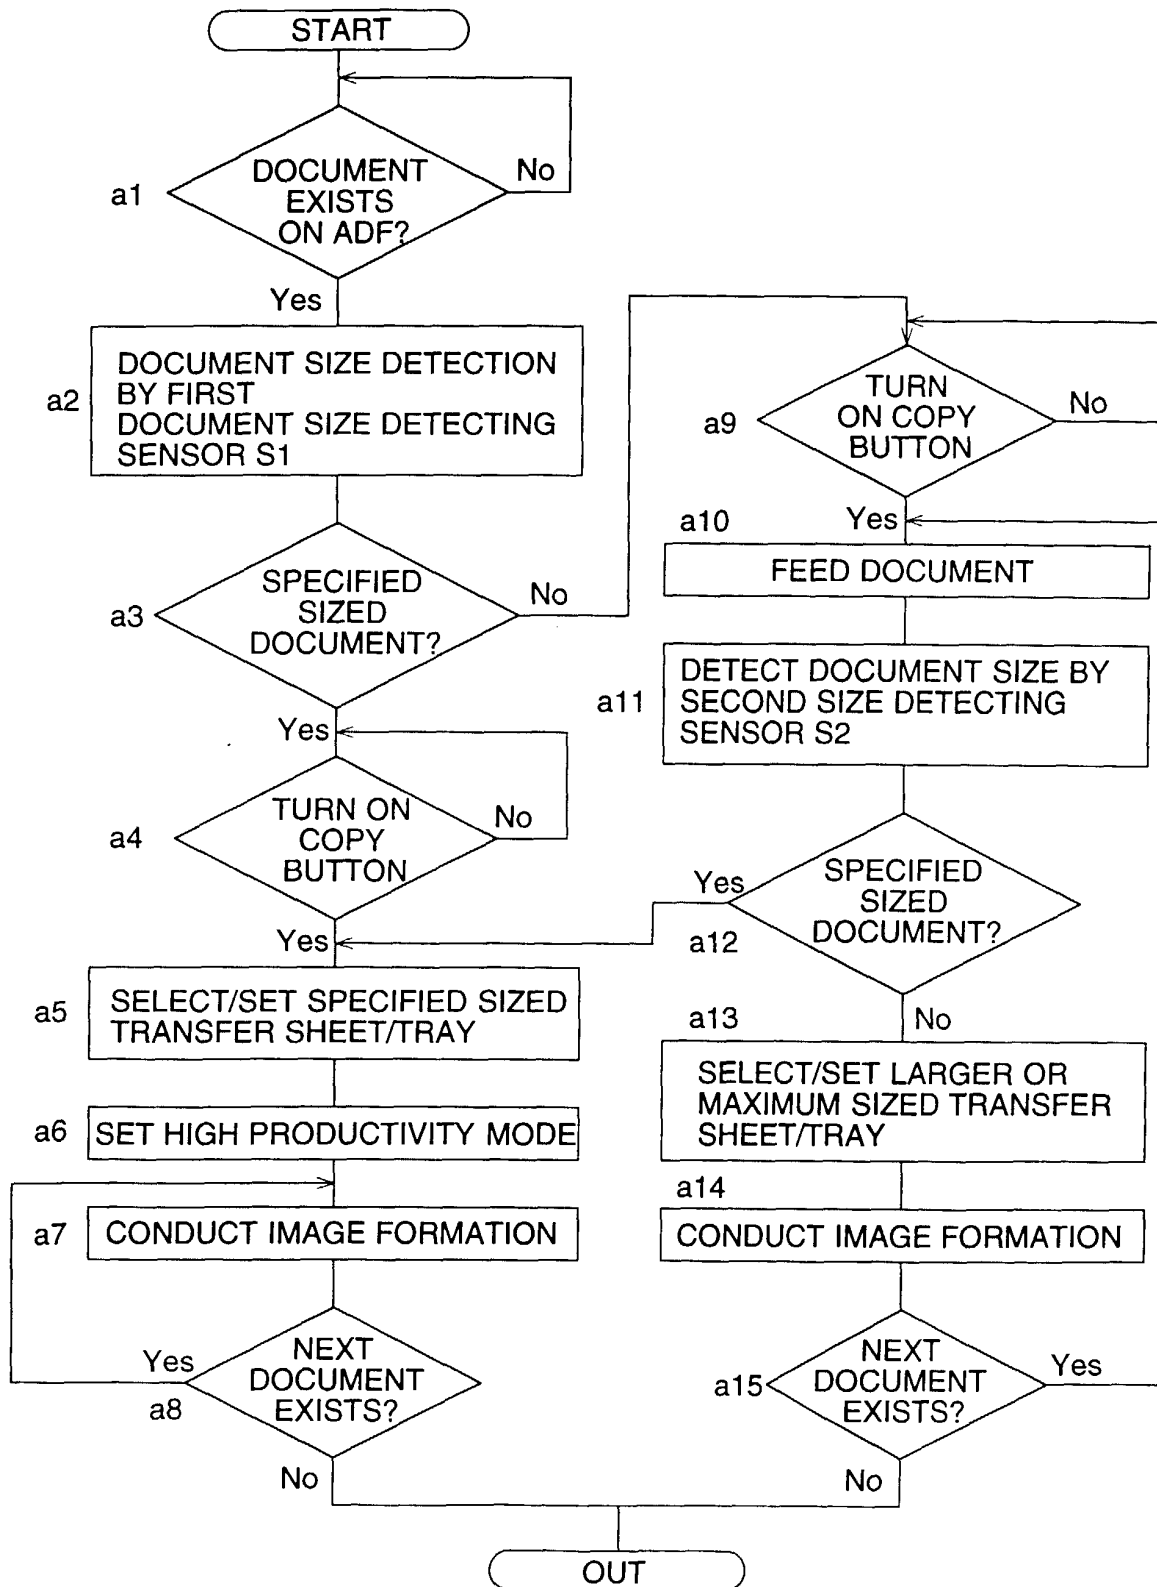 START
a1
DOCUMENT
EXISTS
ON ADF?
No
Yes
a2
DOCUMENT SIZE DETECTION
BY FIRST
DOCUMENT SIZE DETECTING
SENSOR S1
a3
SPECIFIED
SIZED
DOCUMENT?
No
Yes
a4
TURN ON
COPY
BUTTON
No
Yes
a5
SELECT/SET SPECIFIED SIZED
TRANSFER SHEET/TRAY
a6
SET HIGH PRODUCTIVITY MODE
a7
CONDUCT IMAGE FORMATION
Yes
a8
NEXT
DOCUMENT
EXISTS?
No
a9
TURN
ON COPY
BUTTON
No
Yes
a10
FEED DOCUMENT
a11
DETECT DOCUMENT SIZE BY
SECOND SIZE DETECTING
SENSOR S2
Yes
a12
SPECIFIED
SIZED
DOCUMENT?
No
a13
SELECT/SET LARGER OR
MAXIMUM SIZED TRANSFER
SHEET/TRAY
a14
CONDUCT IMAGE FORMATION
a15
NEXT
DOCUMENT
EXISTS?
Yes
No
OUT